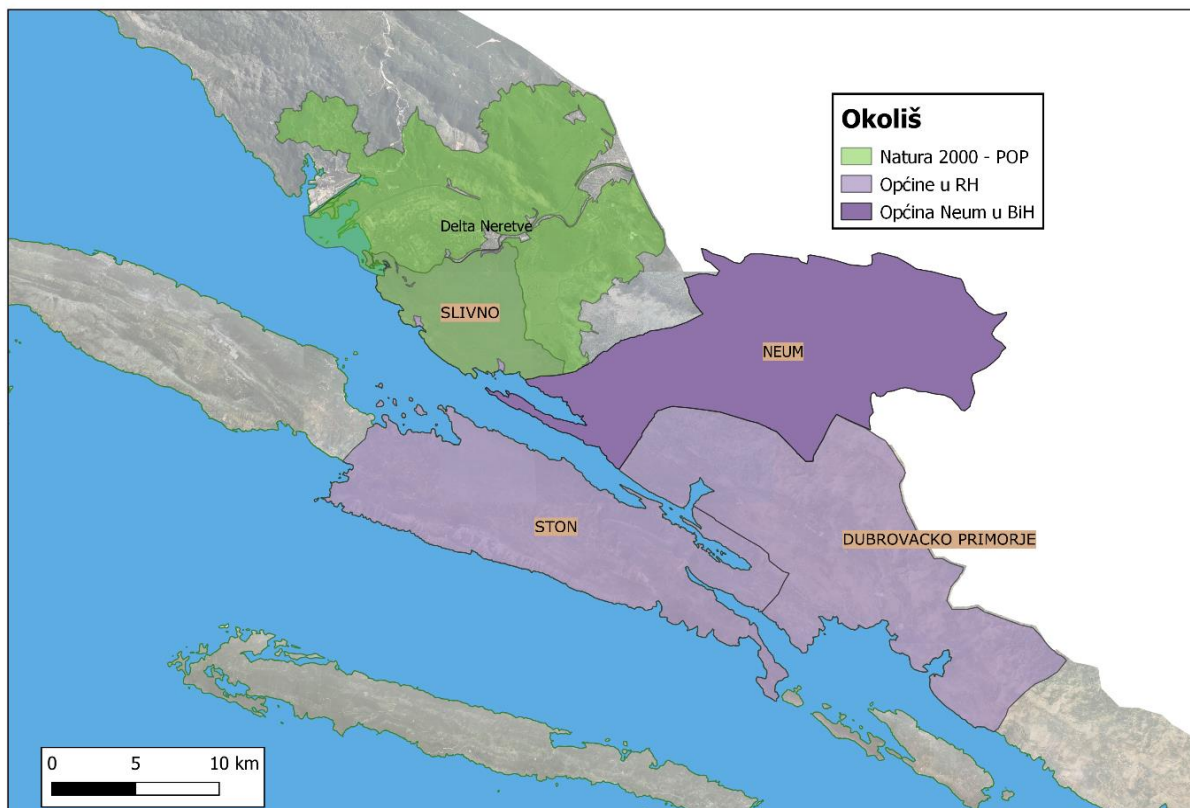 Okoliš
Natura 2000 - POP
Općine u RH
Općina Neum u BiH
Delta Neretve
SLIVNO
NEUM
STON
DUBROVACKO PRIMORJE
0 5 10 km